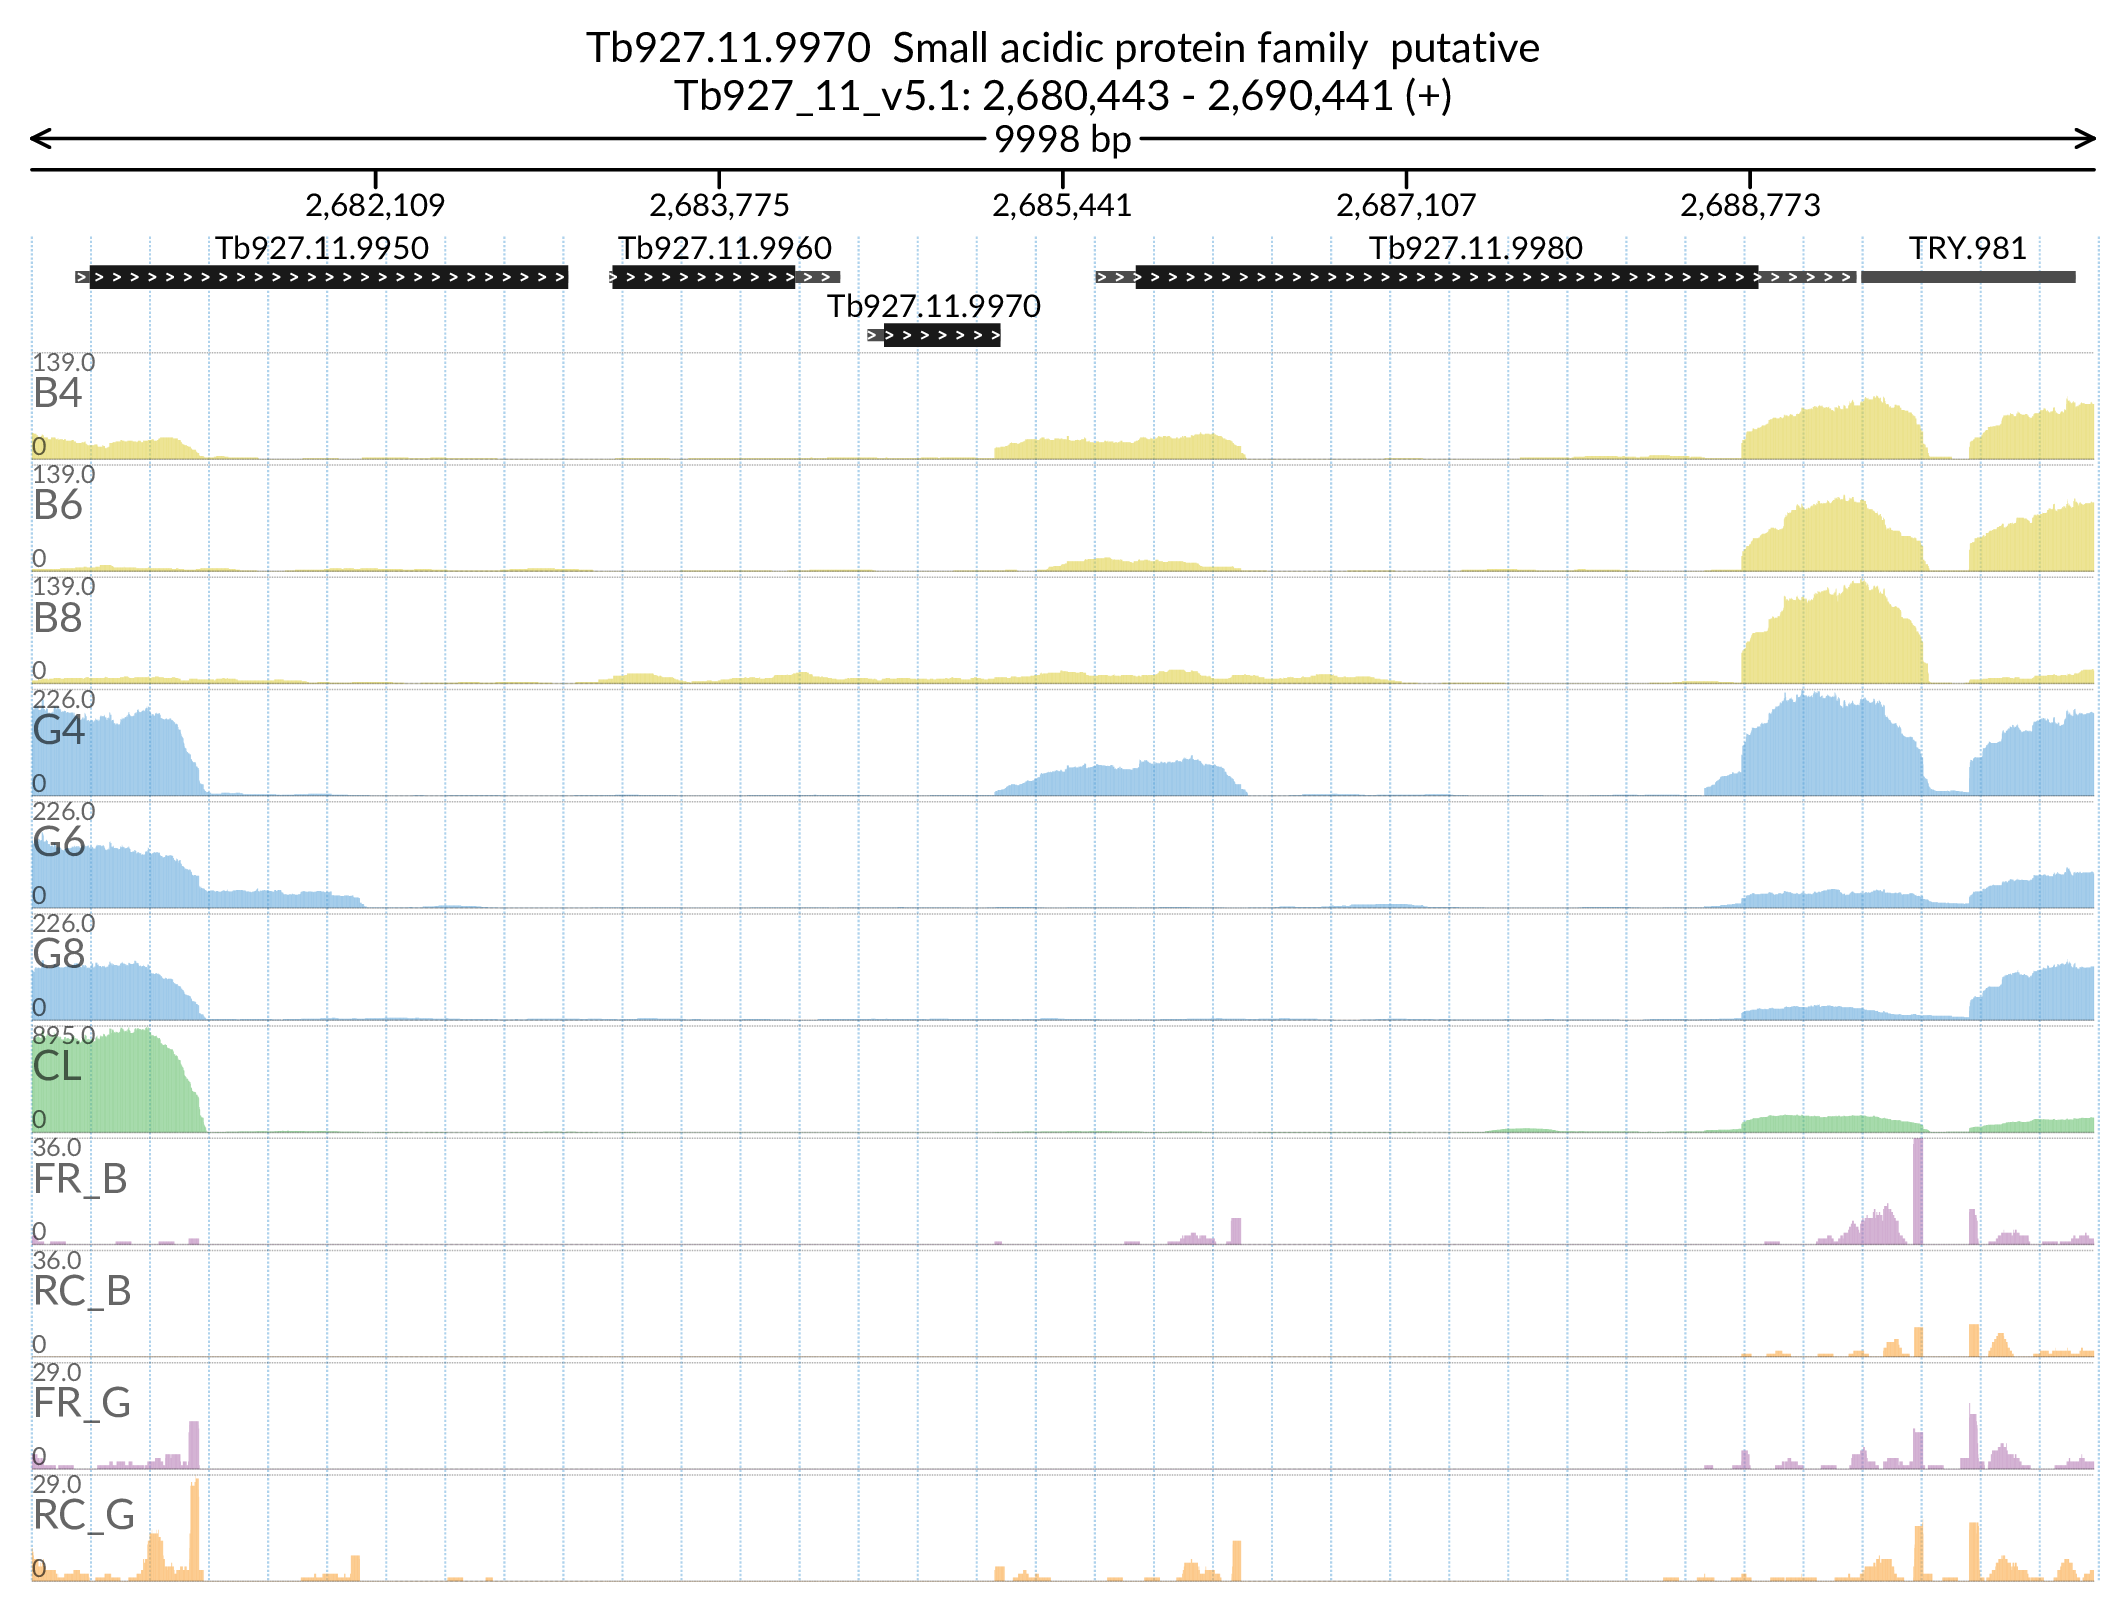 Tb927.11.9970  Small acidic protein family  putative
Tb927_11_v5.1: 2,680,443 - 2,690,441 (+)
9998 bp
2,682,109 2,683,775 2,685,441 2,687,107 2,688,773
Tb927.11.9950 Tb927.11.9960 Tb927.11.9980 TRY.981
Tb927.11.9970
139.0
B4
0
139.0
B6
0
139.0
B8
0
226.0
G4
0
226.0
G6
0
226.0
G8
0
895.0
CL
0
36.0
FR_B
0
36.0
RC_B
0
29.0
FR_G
0
29.0
RC_G
0